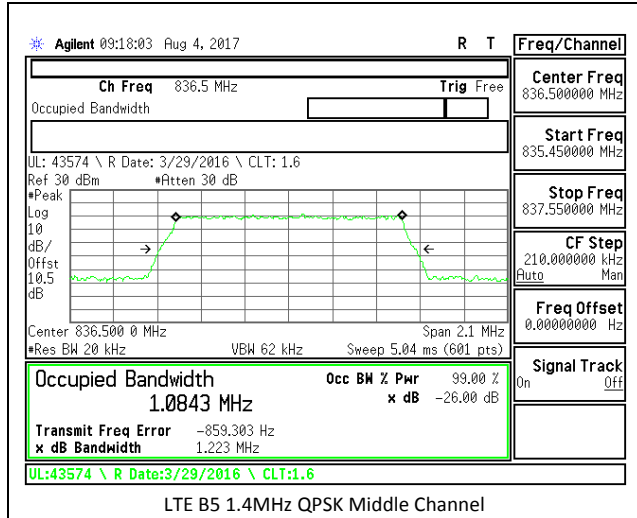 Agilent 09:18:03 Aug 4, 2017 R T
Ch Freq 836.5 MHz Trig Free
Occupied Bandwidth
UL: 43574 \ R Date: 3/29/2016 \ CLT: 1.6
Ref 30 dBm #Atten 30 dB
#Peak
Log
10
dB/
Offst
10.5
dB
Center 836.500 0 MHz Span 2.1 MHz
#Res BW 20 kHz VBW 62 kHz Sweep 5.04 ms (601 pts)
Occupied Bandwidth Occ BW % Pwr 99.00 %
1.0843 MHz x dB -26.00 dB
Transmit Freq Error -859.303 Hz
x dB Bandwidth 1.223 MHz
UL:43574 \ R Date:3/29/2016 \ CLT:1.6
Freq/Channel
Center Freq
836.500000 MHz
Start Freq
835.450000 MHz
Stop Freq
837.550000 MHz
CF Step
210.000000 kHz
Auto Man
Freq Offset
0.00000000 Hz
Signal Track
On Off
LTE B5 1.4MHz QPSK Middle Channel